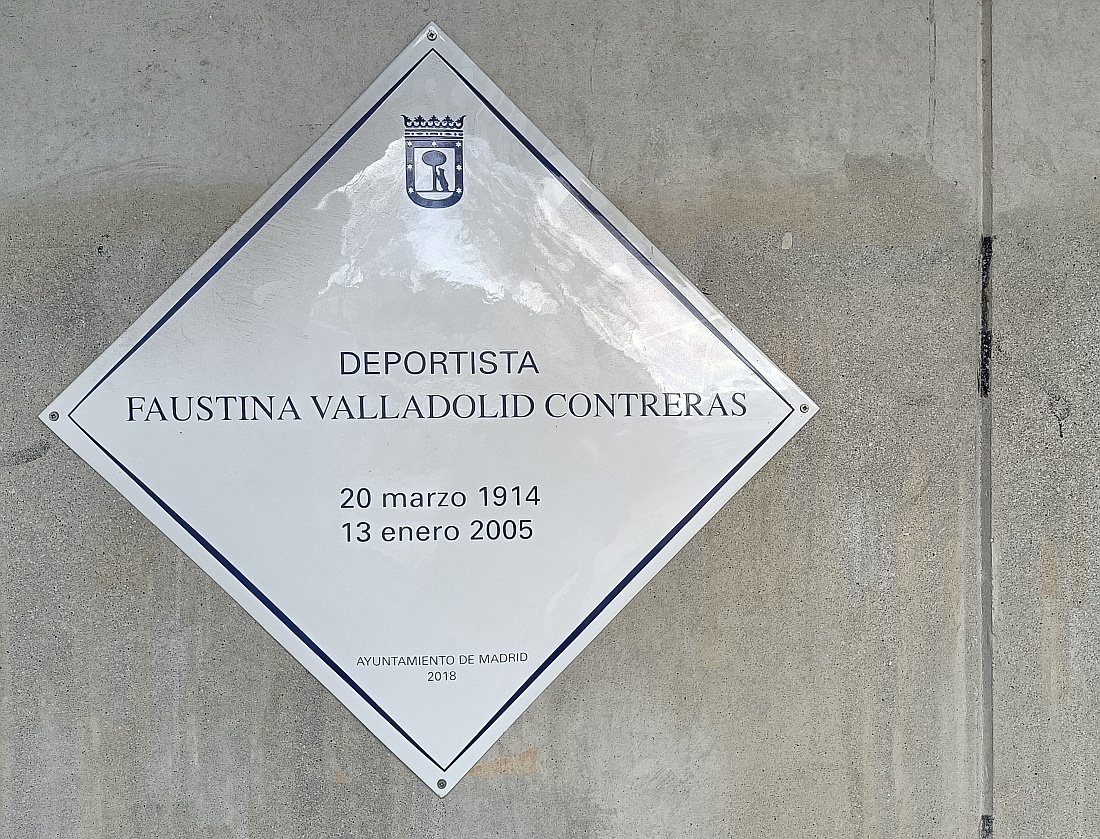 DEPORTISTA
FAUSTINA VALLADOLID CONTRERAS
20 marzo 1914
13 enero 2005
AYUNTAMIENTO DE MADRID
2018